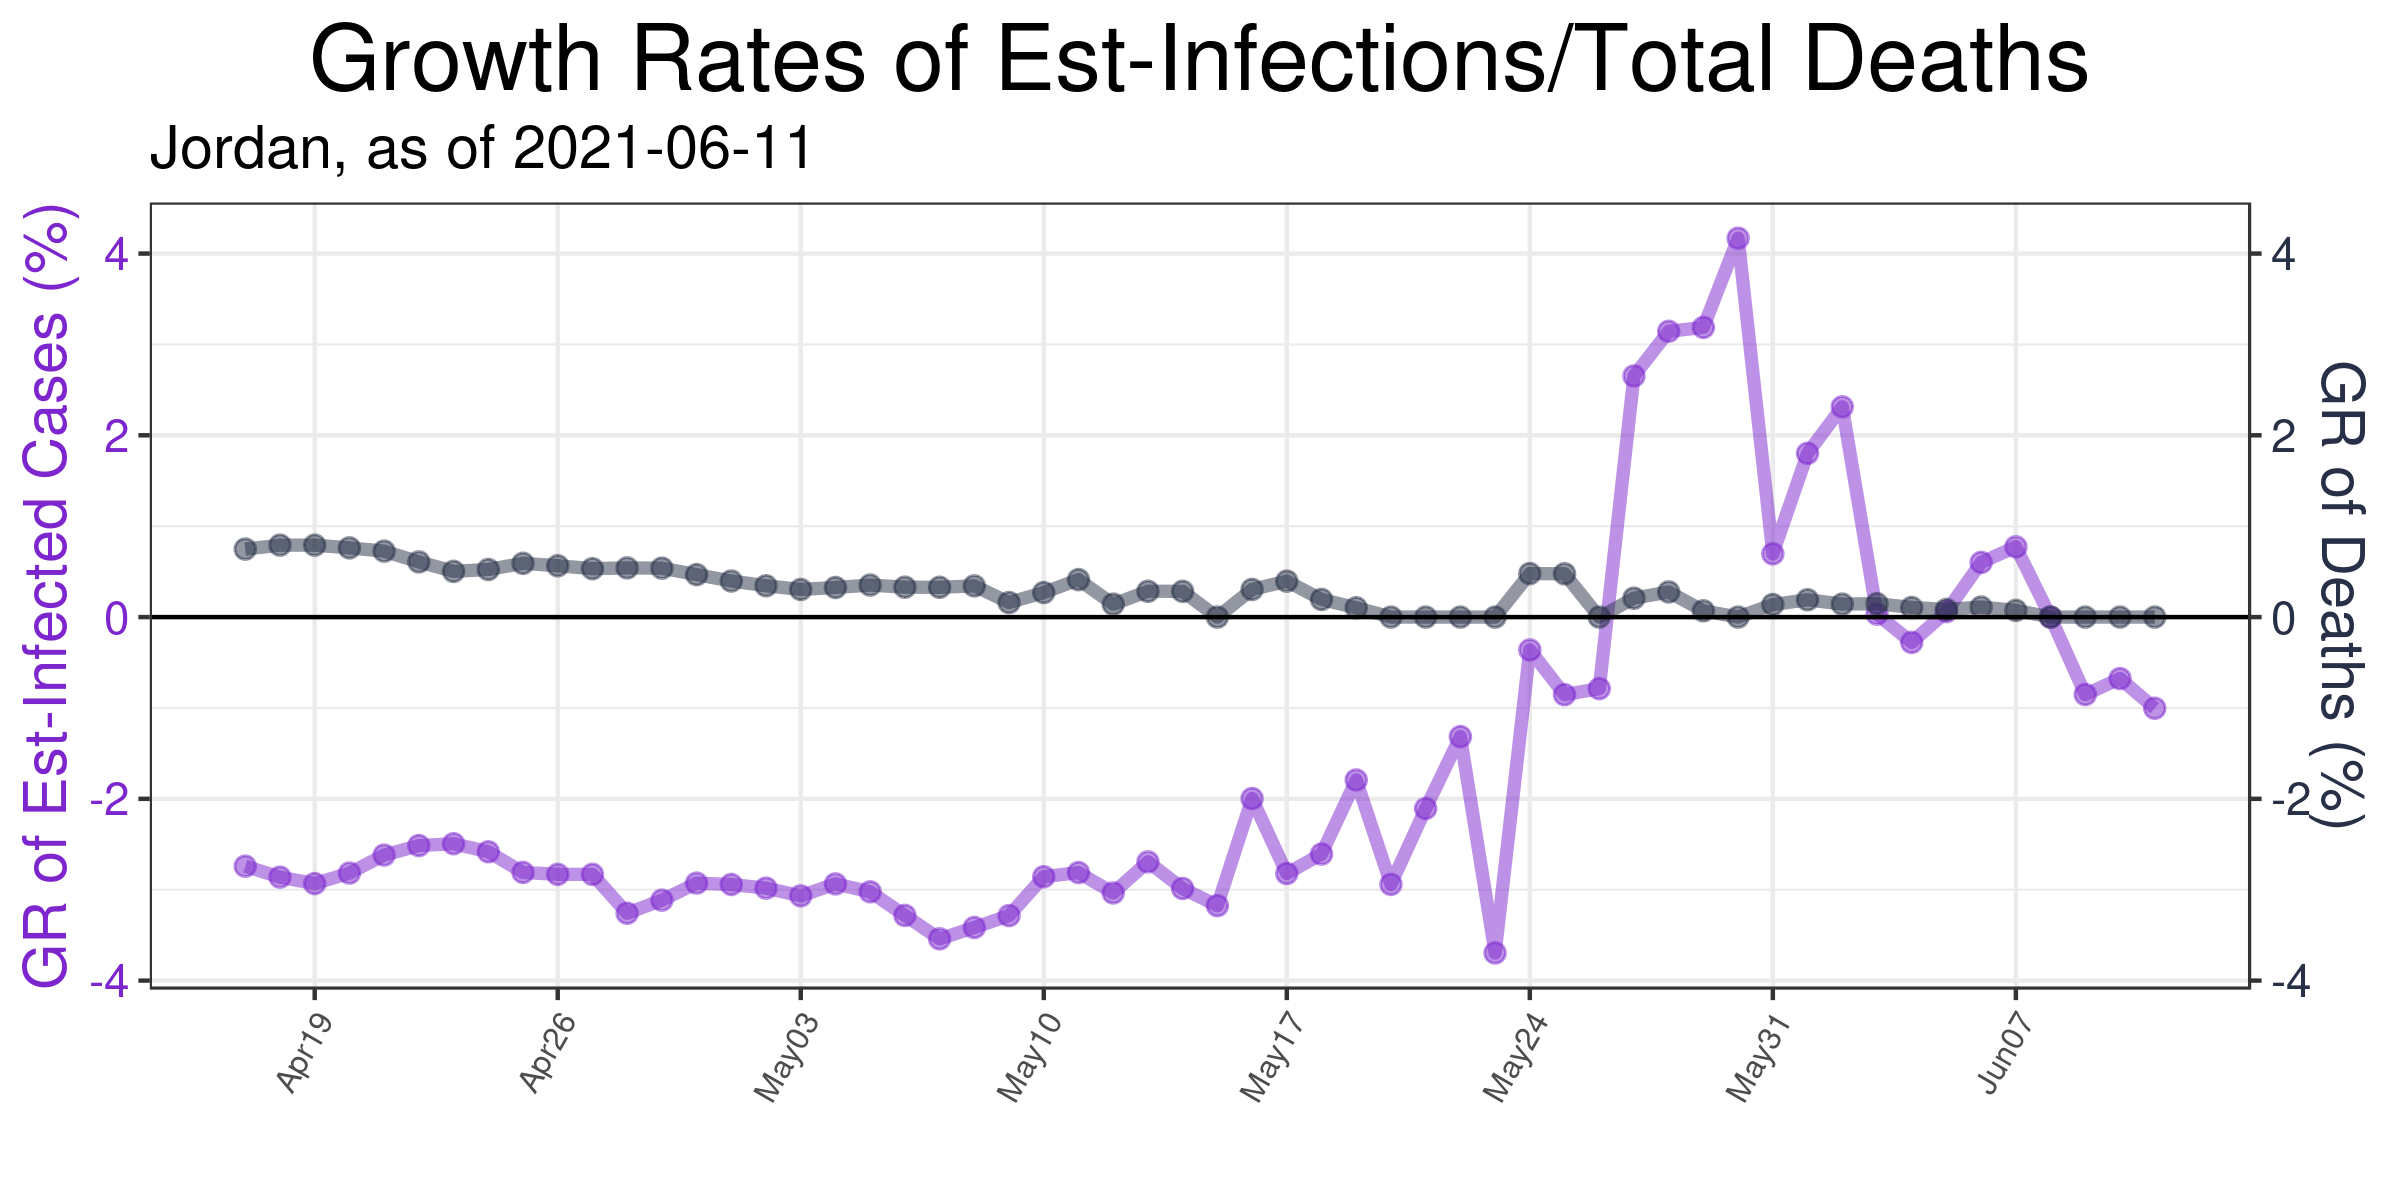 Growth Rates of Est-Infections/Total Deaths
Jordan, as of 2021-06-11
GR of Est-Infected Cases (%)
4
2
0
-2
-4
4
2
0
-2
-4
GR of Deaths (%)
Apr19
Apr26
May03
May10
May17
May24
May31
Jun07